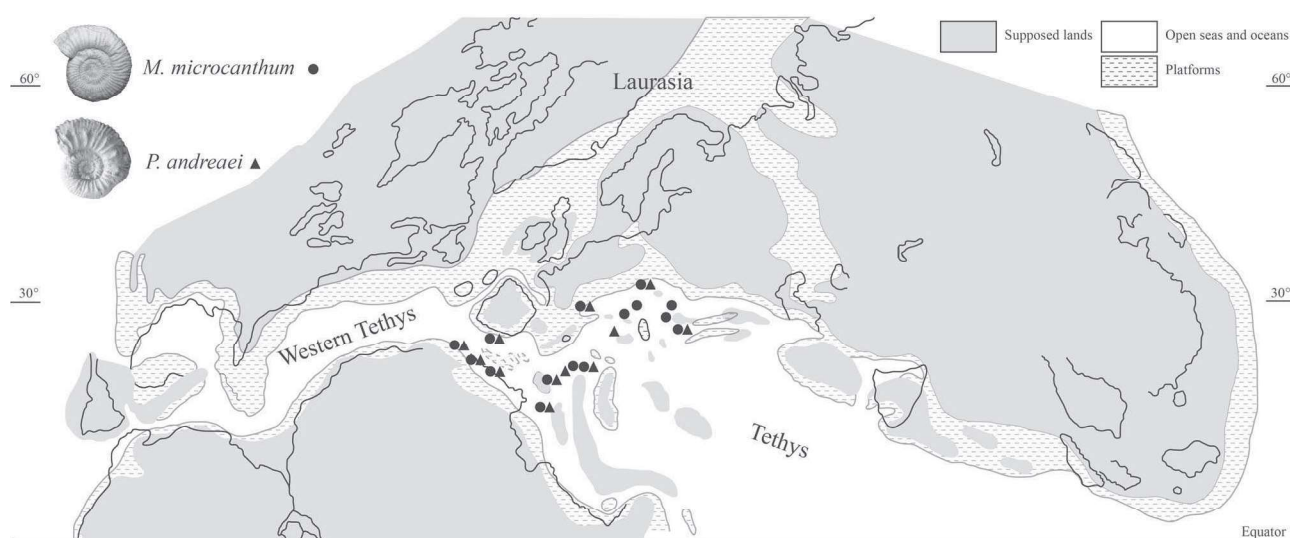 M. microcanthum
P. andreaei
60°
30°
Laurasia
Western Tethys
Tethys
Supposed lands
Open seas and oceans
Platforms
60°
30°
Equator